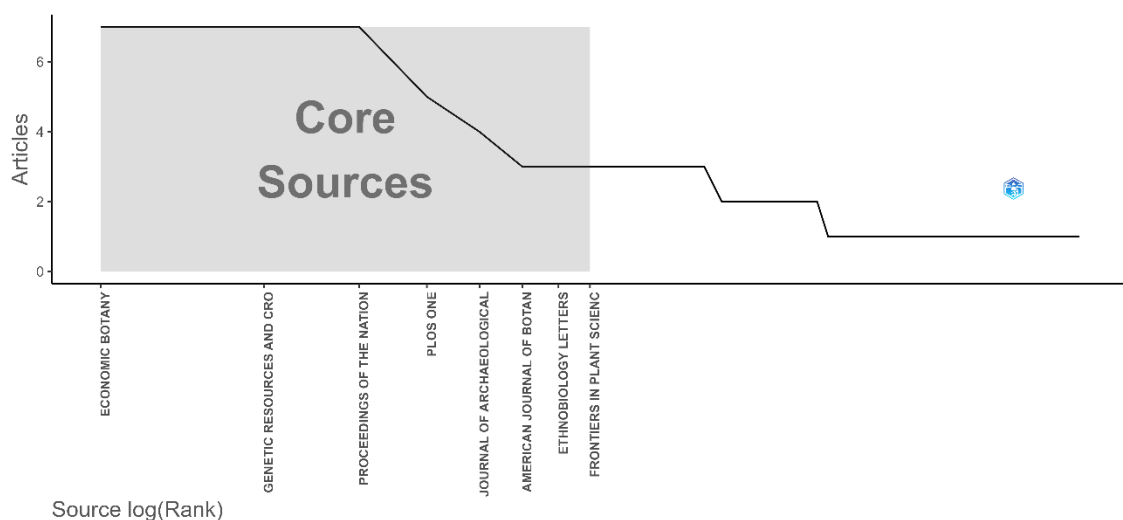 Articles
6
4
2
0
Core
Sources
ECONOMIC BOTANY
GENETIC RESOURCES AND CRO
PROCEEDINGS OF THE NATION
PLOS ONE
JOURNAL OF ARCHAEOLOGICAL
AMERICAN JOURNAL OF BOTAN
ETHNOBIOLOGY LETTERS
FRONTIERS IN PLANT SCIENC
Source log(Rank)